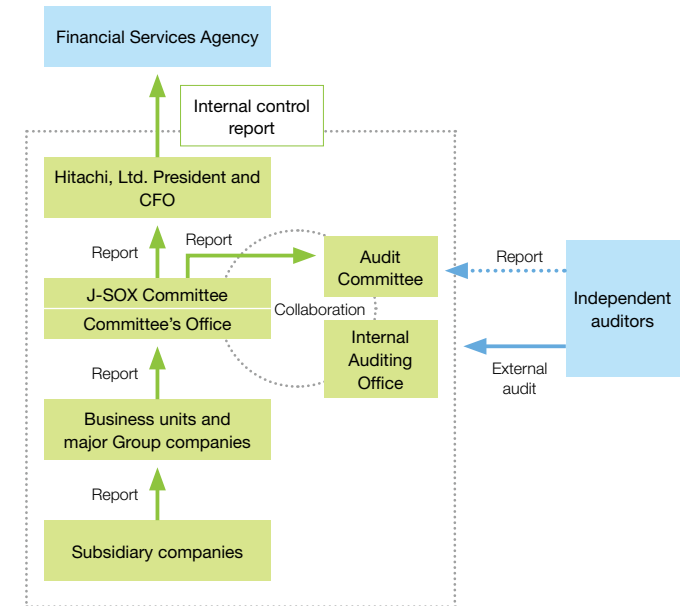 Financial Services Agency
Internal control
report
Hitachi, Ltd. President and
CFO
Report
Report
Audit
Committee
Report
Independent
auditors
J-SOX Committee
Committee's Office
Collaboration
Internal
Auditing
Office
External
audit
Report
Business units and
major Group companies
Report
Subsidiary companies